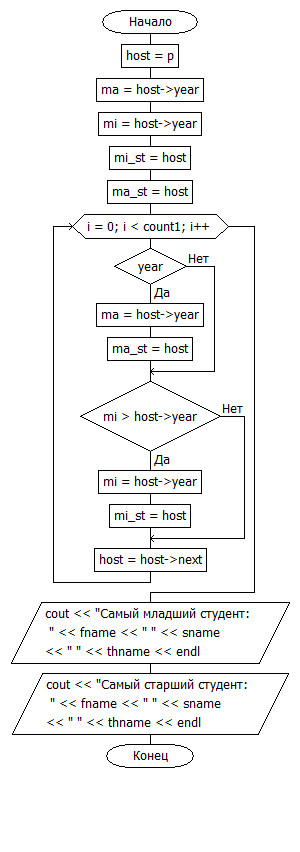 Начало
host = p
ma = host->year
mi = host->year
mi_st = host
ma_st = host
i = 0; i < count1; i++
year
Нет
Да
ma = host->year
ma_st = host
mi > host->year
Нет
Да
mi = host->year
mi_st = host
host = host->next
cout << "Самый младший студент:
" << fname << " " << sname
<< " " << thname << endl
cout << "Самый старший студент:
" << fname << " " << sname
<< " " << thname << endl
Конец